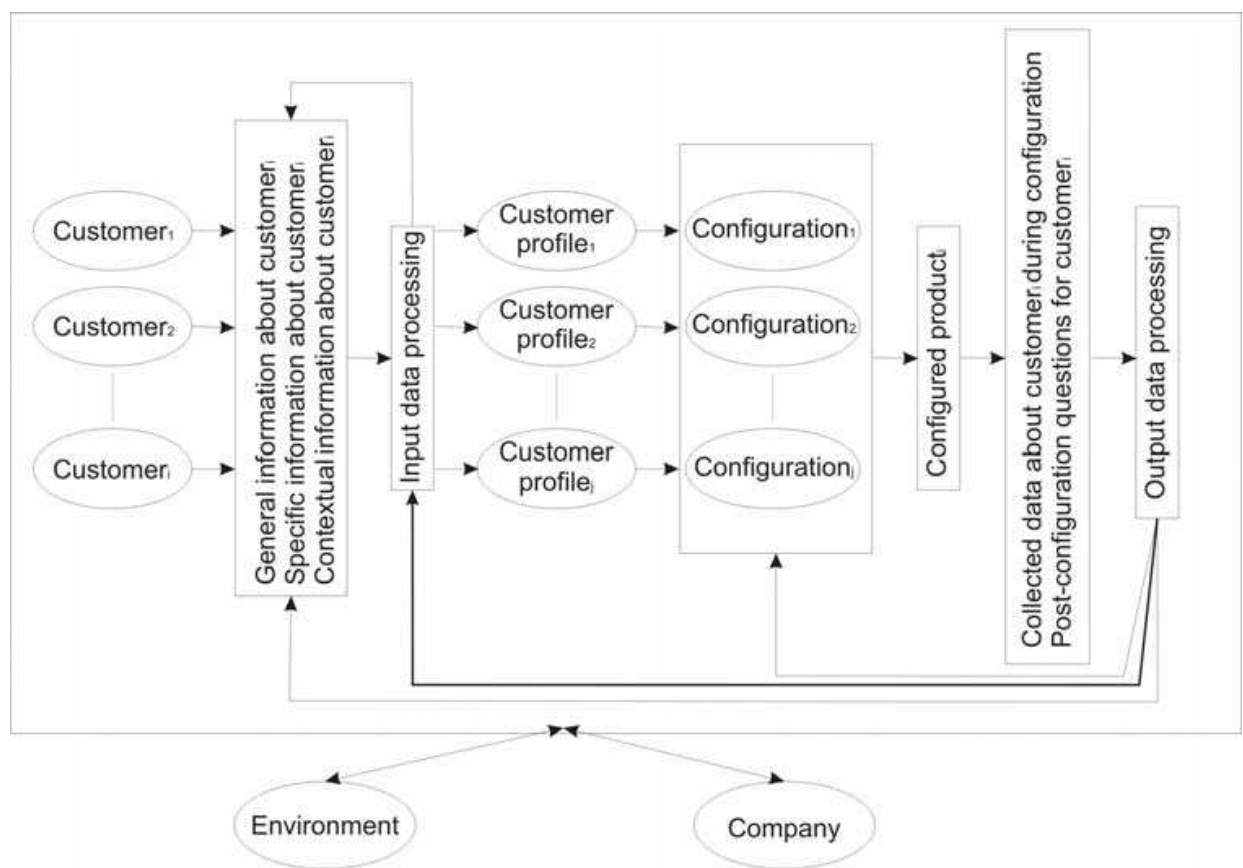 Customer₁
Customer₂
Customerᵢ
General information about customerᵢ
Specific information about customerᵢ
Contextual information about customerᵢ
Input data processing
Customer
profile₁
Customer
profile₂
Customer
profileⱼ
Configuration₁
Configuration₂
Configurationⱼ
Configured productᵢ
Collected data about customerᵢ during configuration
Post-configuration questions for customerᵢ
Output data processing
Environment
Company